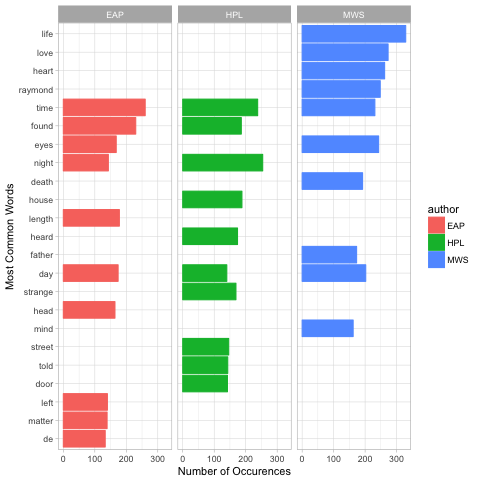 EAP HPL MWS
life
love
heart
raymond
time
found
eyes
night
death
house
length
heard
father
day
strange
head
mind
street
told
door
left
matter
de
Most Common Words
0 100 200 300 0 100 200 300 0 100 200 300
Number of Occurences
author
EAP
HPL
MWS